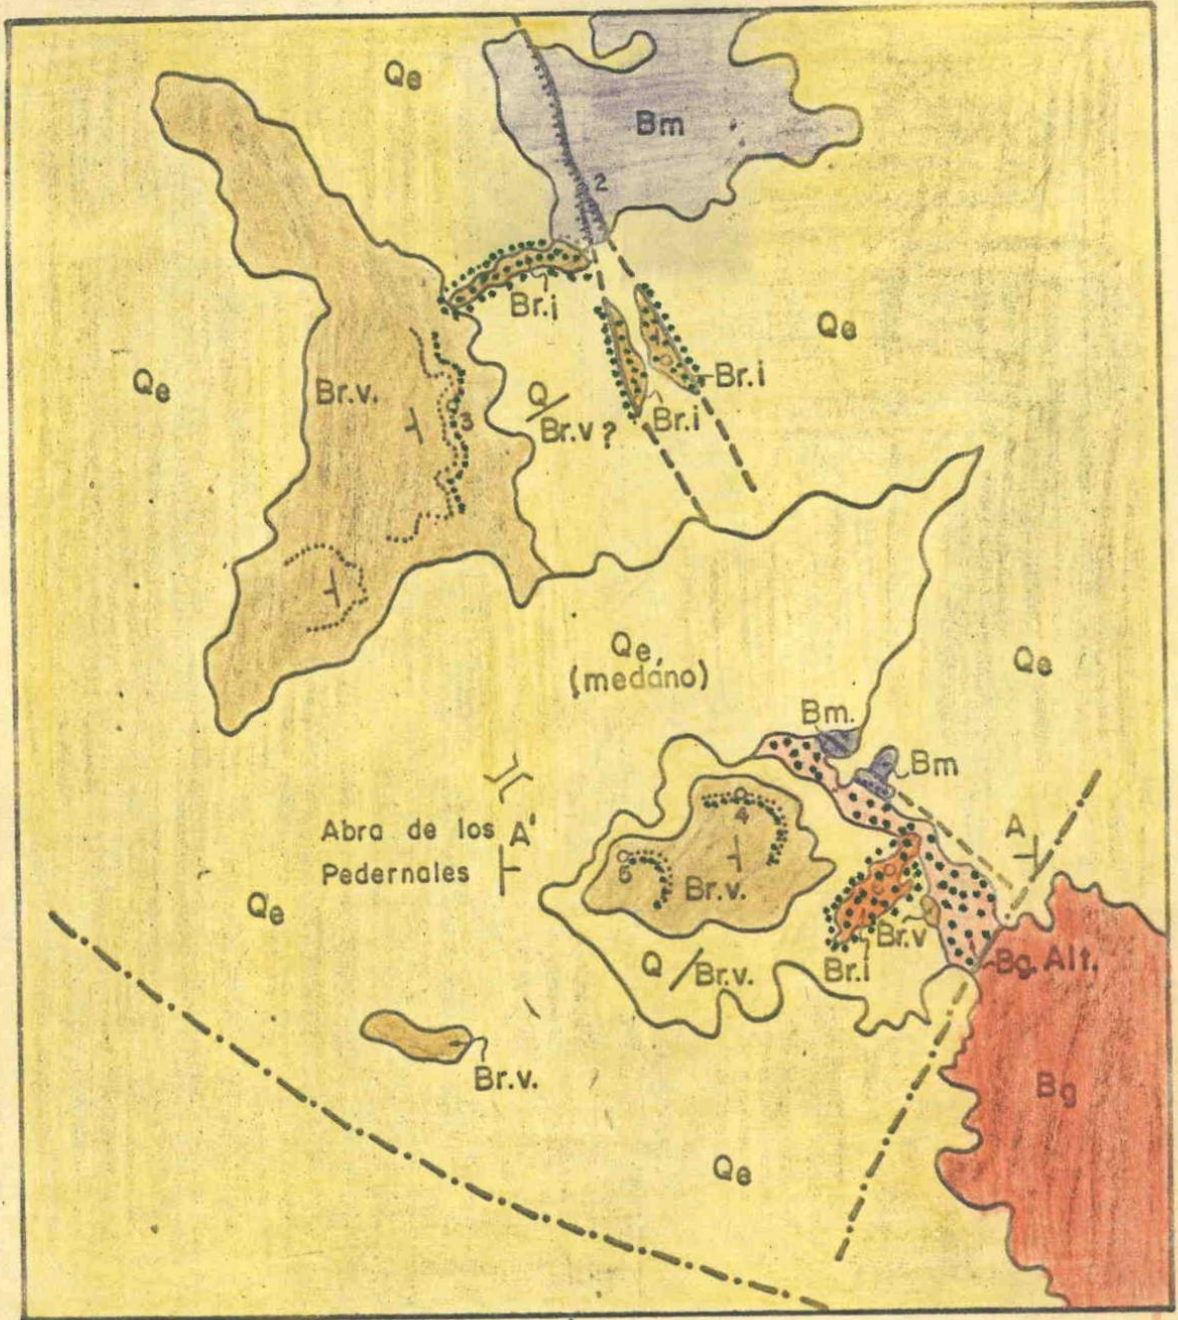 Qe
Bm
2
Br.i
Qe
Qe
Br.v.
3
Br.i
Q/
Br.v ?
Br.i
Qe
(medano)
Qe
Bm.
Bm
Abra de los
Pedernales
A'
4
A
5
Br.v.
Qe
Br.v
Br.i
Q/Br.v.
Bg. Alt.
Br.v.
Bg
Qe